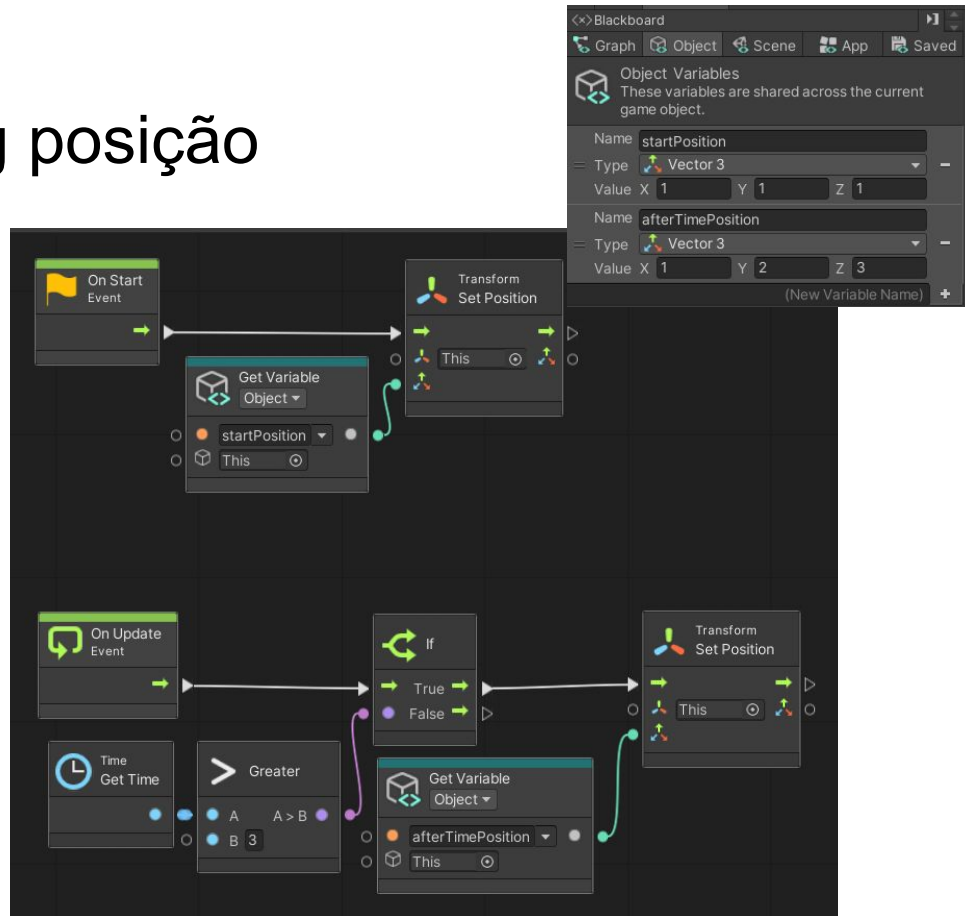 posição
<×>Blackboard
Graph Object Scene App Saved
Object Variables
These variables are shared across the current
game object.
Name startPosition
Type Vector 3
Value X 1 Y 1 Z 1
Name afterTimePosition
Type Vector 3
Value X 1 Y 2 Z 3
(New Variable Name) +
On Start
Event
Transform
Set Position
This
Get Variable
Object
startPosition
This
On Update
Event
If
True
False
Transform
Set Position
This
Time
Get Time
Greater
A A > B
B 3
Get Variable
Object
afterTimePosition
This